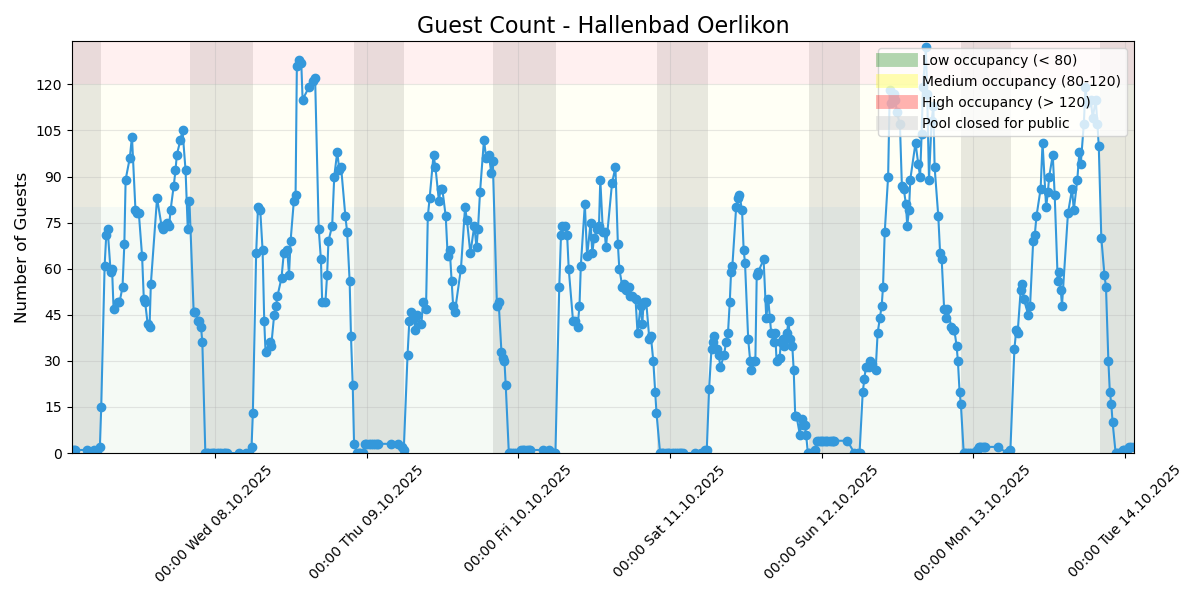 Guest Count - Hallenbad Oerlikon
Number of Guests
120
105
90
75
60
45
30
15
0
Low occupancy (< 80)
Medium occupancy (80-120)
High occupancy (> 120)
Pool closed for public
00:00 Wed 08.10.2025
00:00 Thu 09.10.2025
00:00 Fri 10.10.2025
00:00 Sat 11.10.2025
00:00 Sun 12.10.2025
00:00 Mon 13.10.2025
00:00 Tue 14.10.2025